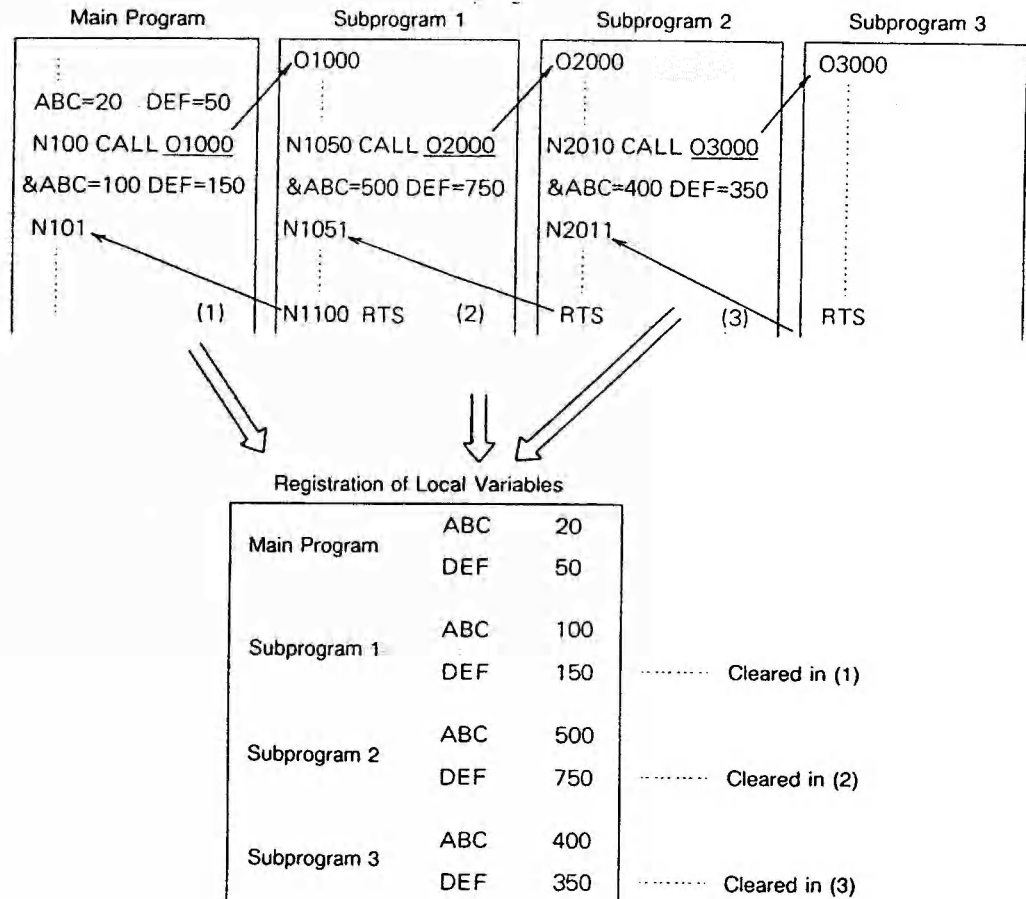 Main Program
Subprogram 1
Subprogram 2
Subprogram 3
ABC=20 DEF=50
N100 CALL O1000
&ABC=100 DEF=150
N101
(1)
O1000
N1050 CALL O2000
&ABC=500 DEF=750
N1051
N1100 RTS
(2)
O2000
N2010 CALL O3000
&ABC=400 DEF=350
N2011
RTS
(3)
O3000
RTS
Registration of Local Variables
Main Program
ABC 20
DEF 50
Subprogram 1
ABC 100
DEF 150
Cleared in (1)
Subprogram 2
ABC 500
DEF 750
Cleared in (2)
Subprogram 3
ABC 400
DEF 350
Cleared in (3)